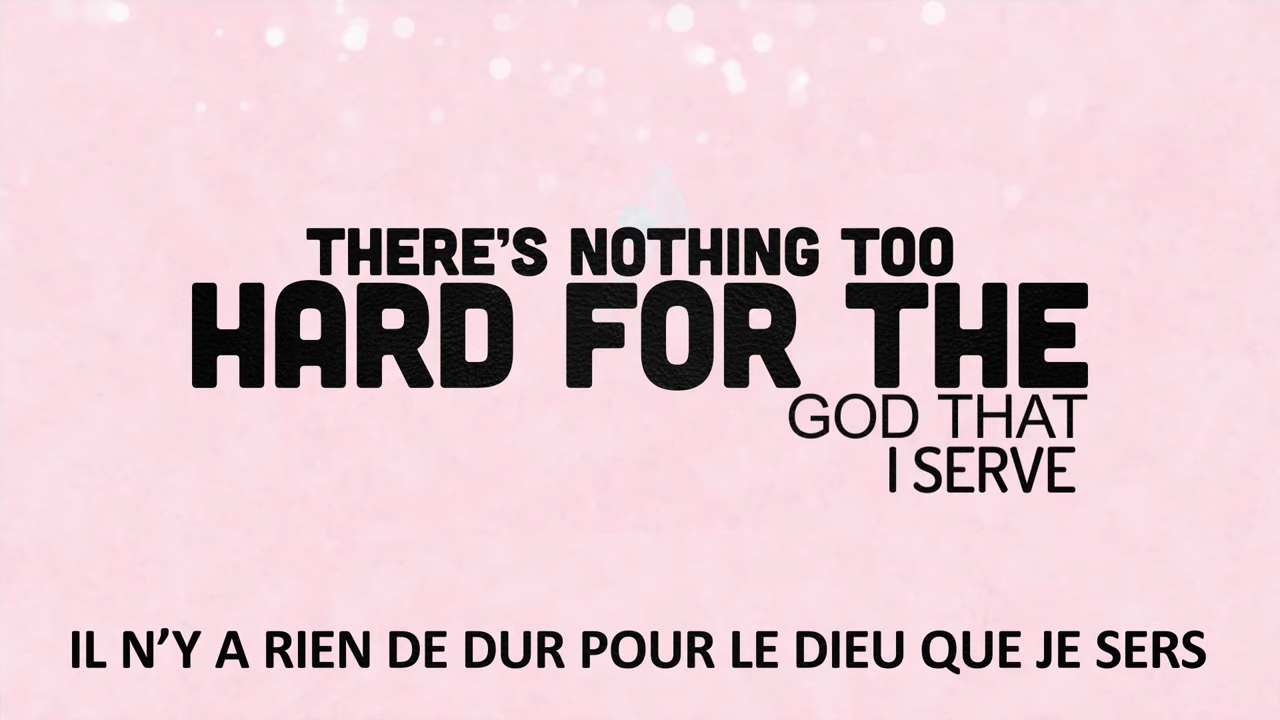 THERE’S NOTHING TOO
HARD FOR THE
GOD THAT
I SERVE
IL N’Y A RIEN DE DUR POUR LE DIEU QUE JE SERS